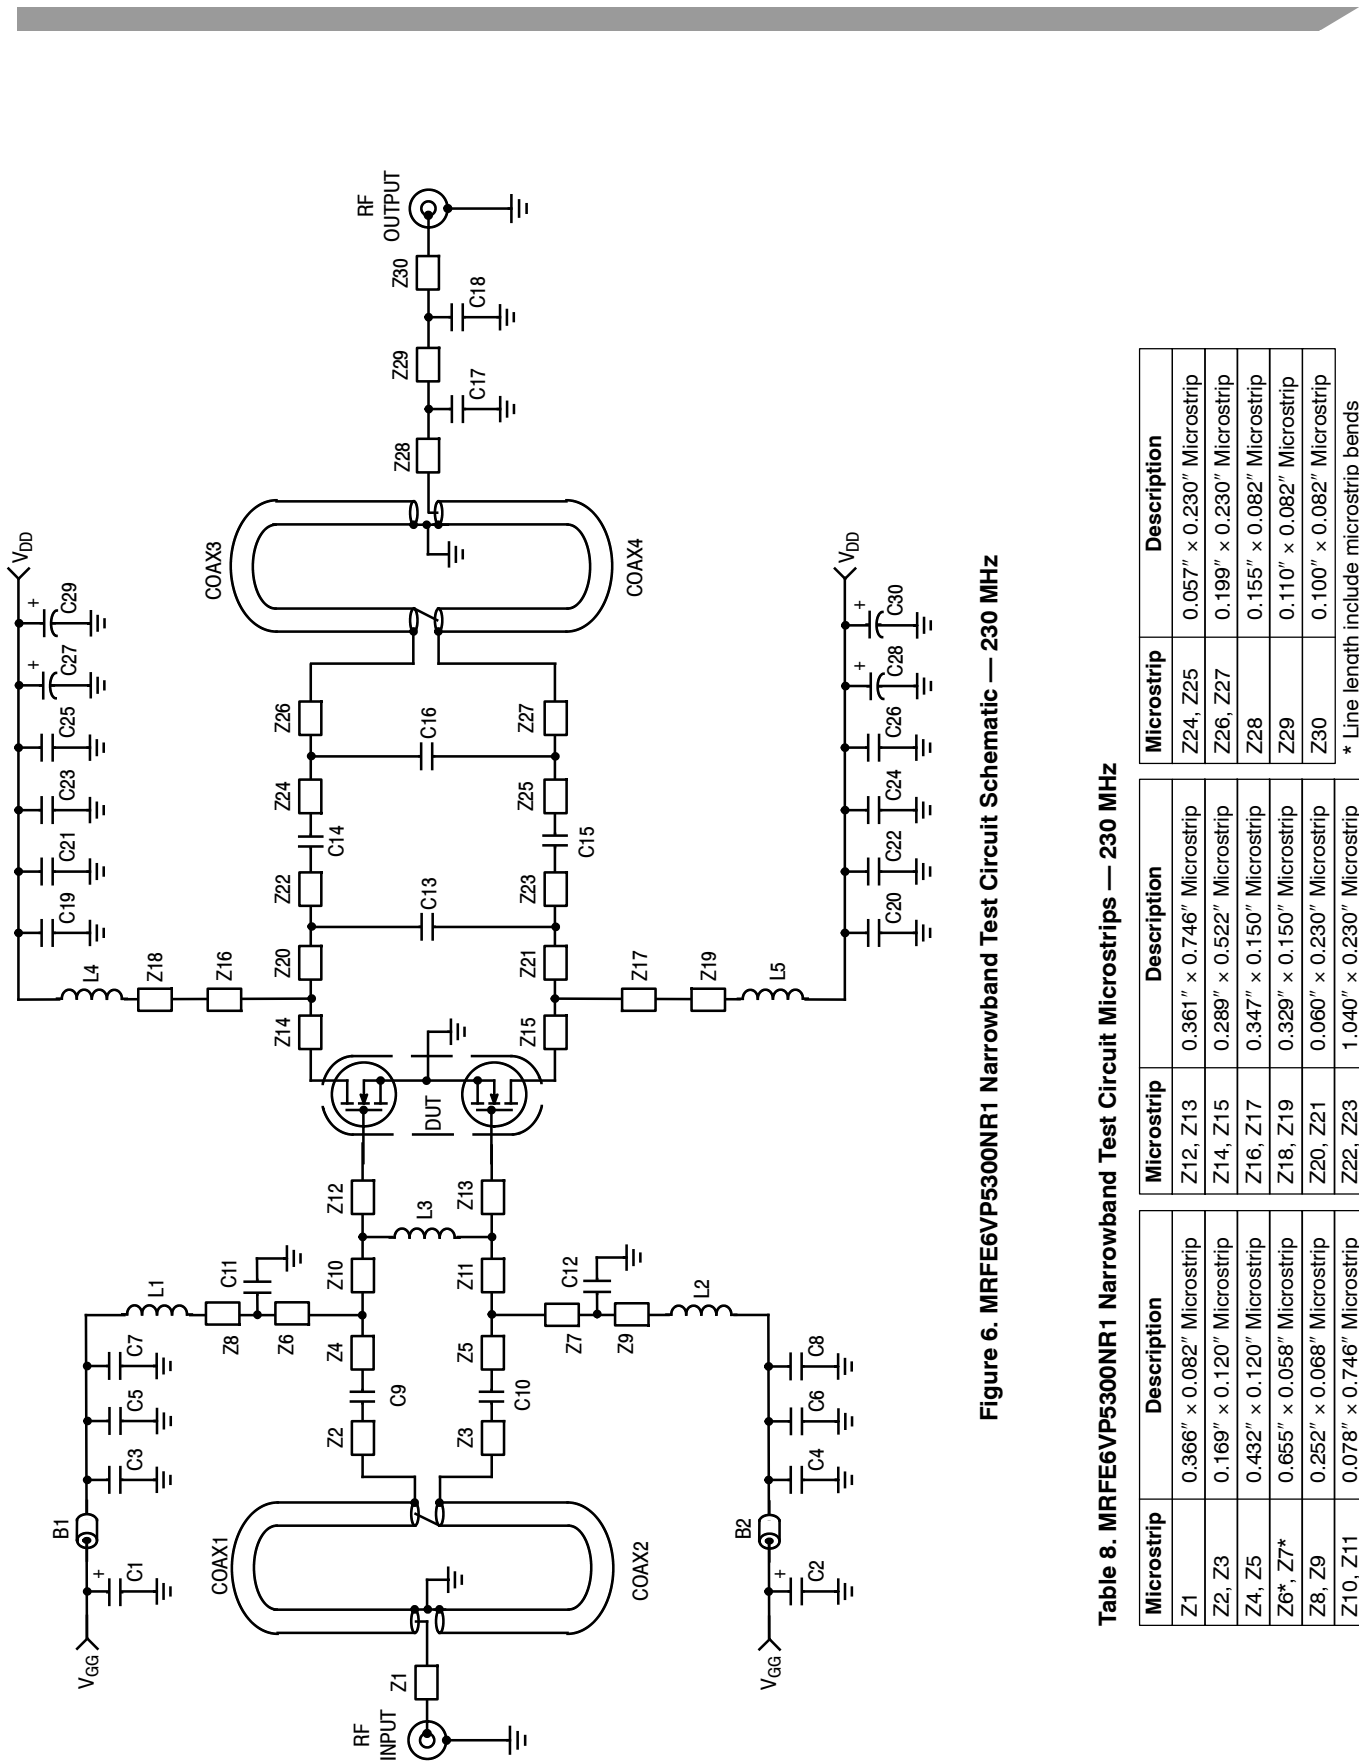 RF
INPUT
Z1
VGG
C1
+
B1
C3
C5
C7
L1
Z8
C11
Z6
COAX1
COAX2
Z2
C9
Z4
Z10
L3
Z12
Z3
C10
Z5
Z11
Z13
Z7
C12
Z9
L2
VGG
C2
+
B2
C4
C6
C8
DUT
Z14
Z16
Z18
L4
C19
C21
C23
C25
C27
+
C29
+
VDD
Z20
Z22
C14
Z24
Z26
C13
C16
Z15
Z21
Z23
C15
Z25
Z27
Z17
Z19
L5
C20
C22
C24
C26
C28
+
C30
+
VDD
COAX3
COAX4
Z28
C17
Z29
C18
Z30
RF
OUTPUT
Figure 6. MRFE6VP5300NR1 Narrowband Test Circuit Schematic — 230 MHz
Table 8. MRFE6VP5300NR1 Narrowband Test Circuit Microstrips — 230 MHz
Microstrip Description
Z1 0.366″ × 0.082″ Microstrip
Z2, Z3 0.169″ × 0.120″ Microstrip
Z4, Z5 0.432″ × 0.120″ Microstrip
Z6*, Z7* 0.655″ × 0.058″ Microstrip
Z8, Z9 0.252″ × 0.068″ Microstrip
Z10, Z11 0.078″ × 0.746″ Microstrip
Microstrip Description
Z12, Z13 0.361″ × 0.746″ Microstrip
Z14, Z15 0.289″ × 0.522″ Microstrip
Z16, Z17 0.347″ × 0.150″ Microstrip
Z18, Z19 0.329″ × 0.150″ Microstrip
Z20, Z21 0.060″ × 0.230″ Microstrip
Z22, Z23 1.040″ × 0.230″ Microstrip
Microstrip Description
Z24, Z25 0.057″ × 0.230″ Microstrip
Z26, Z27 0.199″ × 0.230″ Microstrip
Z28 0.155″ × 0.082″ Microstrip
Z29 0.110″ × 0.082″ Microstrip
Z30 0.100″ × 0.082″ Microstrip
* Line length include microstrip bends